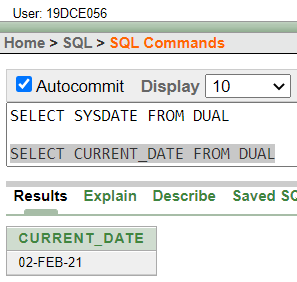 User: 19DCE056
Home > SQL > SQL Commands
Autocommit Display 10
SELECT SYSDATE FROM DUAL
SELECT CURRENT_DATE FROM DUAL
Results Explain Describe Saved
CURRENT_DATE
02-FEB-21